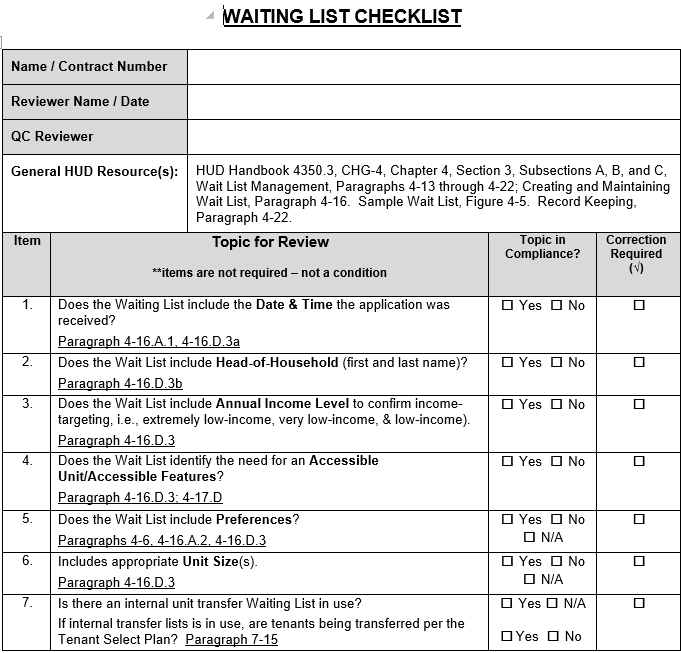 WAITING LIST CHECKLIST
Name / Contract Number
Reviewer Name / Date
QC Reviewer
General HUD Resource(s):
HUD Handbook 4350.3, CHG-4, Chapter 4, Section 3, Subsections A, B, and C,
Wait List Management, Paragraphs 4-13 through 4-22; Creating and Maintaining
Wait List, Paragraph 4-16.  Sample Wait List, Figure 4-5.  Record Keeping,
Paragraph 4-22.
Item
Topic for Review
**items are not required – not a condition
Topic in
Compliance?
Correction
Required
(√)
1.
Does the Waiting List include the Date & Time the application was
received?
Paragraph 4-16.A.1, 4-16.D.3a
☐ Yes ☐ No
☐
2.
Does the Wait List include Head-of-Household (first and last name)?
Paragraph 4-16.D.3b
☐ Yes ☐ No
☐
3.
Does the Wait List include Annual Income Level to confirm income-
targeting, i.e., extremely low-income, very low-income, & low-income).
Paragraph 4-16.D.3
☐ Yes ☐ No
☐
4.
Does the Wait List identify the need for an Accessible
Unit/Accessible Features?
Paragraph 4-16.D.3; 4-17.D
☐ Yes ☐ No
☐
5.
Does the Wait List include Preferences?
Paragraphs 4-6, 4-16.A.2, 4-16.D.3
☐ Yes ☐ No
☐ N/A
☐
6.
Includes appropriate Unit Size(s).
Paragraph 4-16.D.3
☐ Yes ☐ No
☐ N/A
☐
7.
Is there an internal unit transfer Waiting List in use?
If internal transfer lists is in use, are tenants being transferred per the
Tenant Select Plan?  Paragraph 7-15
☐ Yes ☐ N/A
☐ Yes ☐ No
☐